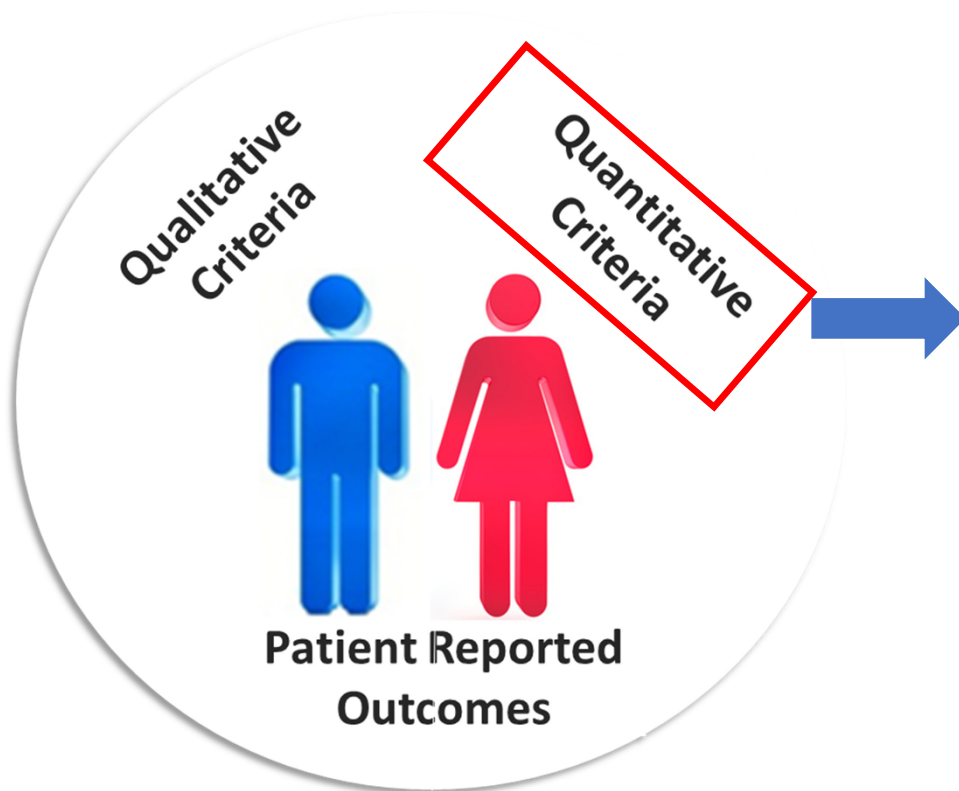 Qualitative
Criteria
Quantitative
Criteria
Patient Reported
Outcomes